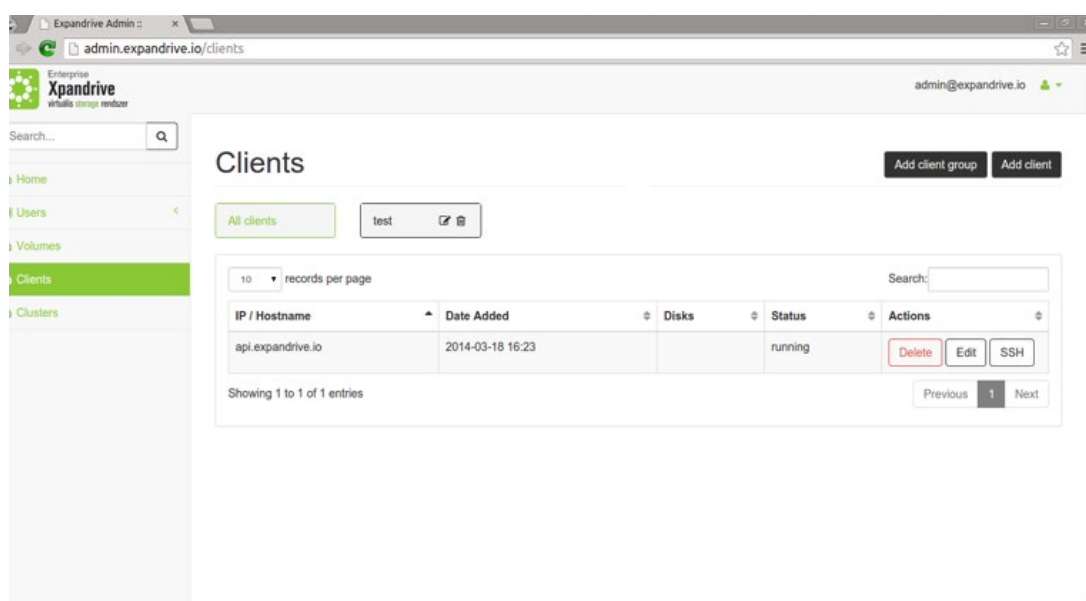 Expandrive Admin ::
admin.expandrive.io/clients
Enterprise
Xpandrive
virtuális storage rendszer
admin@expandrive.io
Search...
Home
Users
Volumes
Clients
Clusters
Clients
Add client group Add client
All clients test
10 records per page Search:
IP / Hostname Date Added Disks Status Actions
api.expandrive.io 2014-03-18 16:23 running Delete Edit SSH
Showing 1 to 1 of 1 entries Previous 1 Next